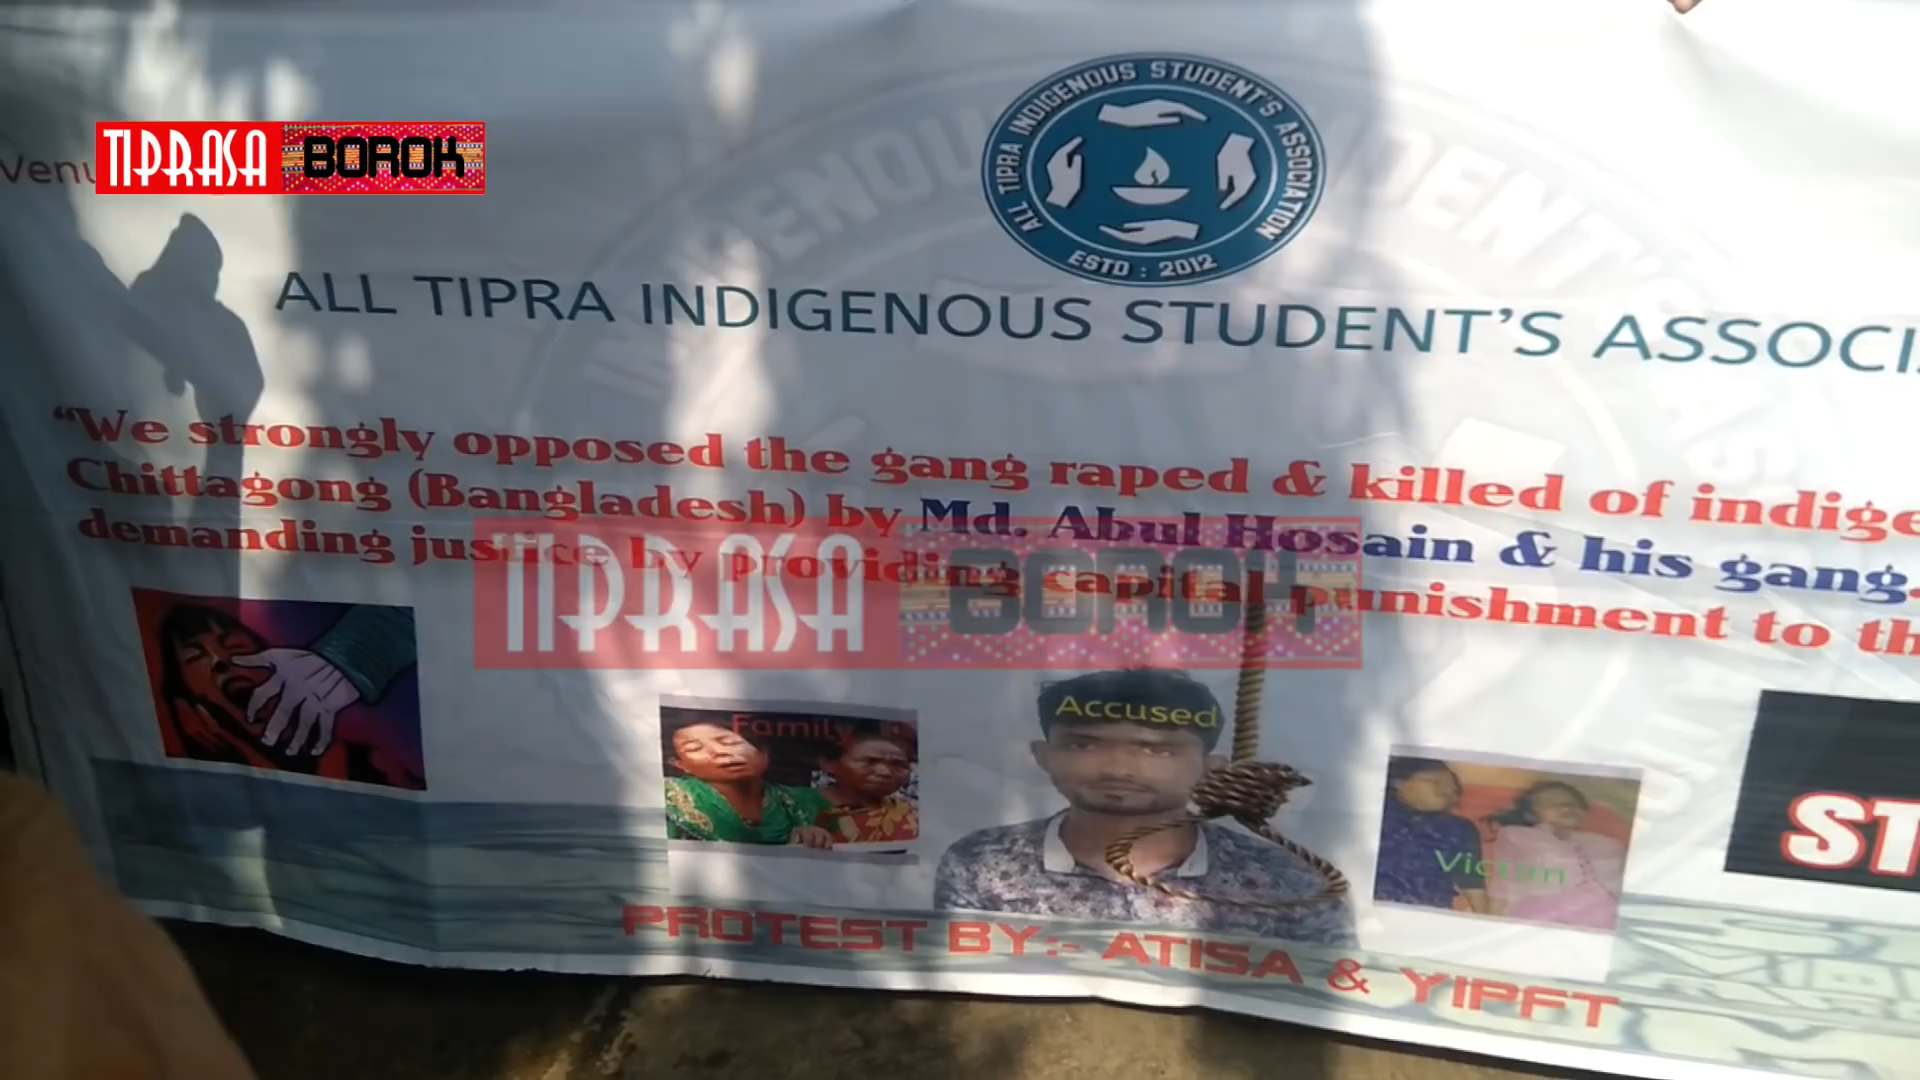 TIPRASA BOROK
Venu
ALL TIPRA INDIGENOUS STUDENT'S ASSOCIATION
ESTD : 2012
ALL TIPRA INDIGENOUS STUDENT'S ASSOCI
“We strongly opposed the gang raped & killed of indige
Chittagong (Bangladesh) by Md. Abul Hosain & his gang.
demanding justice by providing capital punishment to th
TIPRASA BOROK
Family
Accused
Victim
ST
PROTEST BY:- ATISA & YIPFT